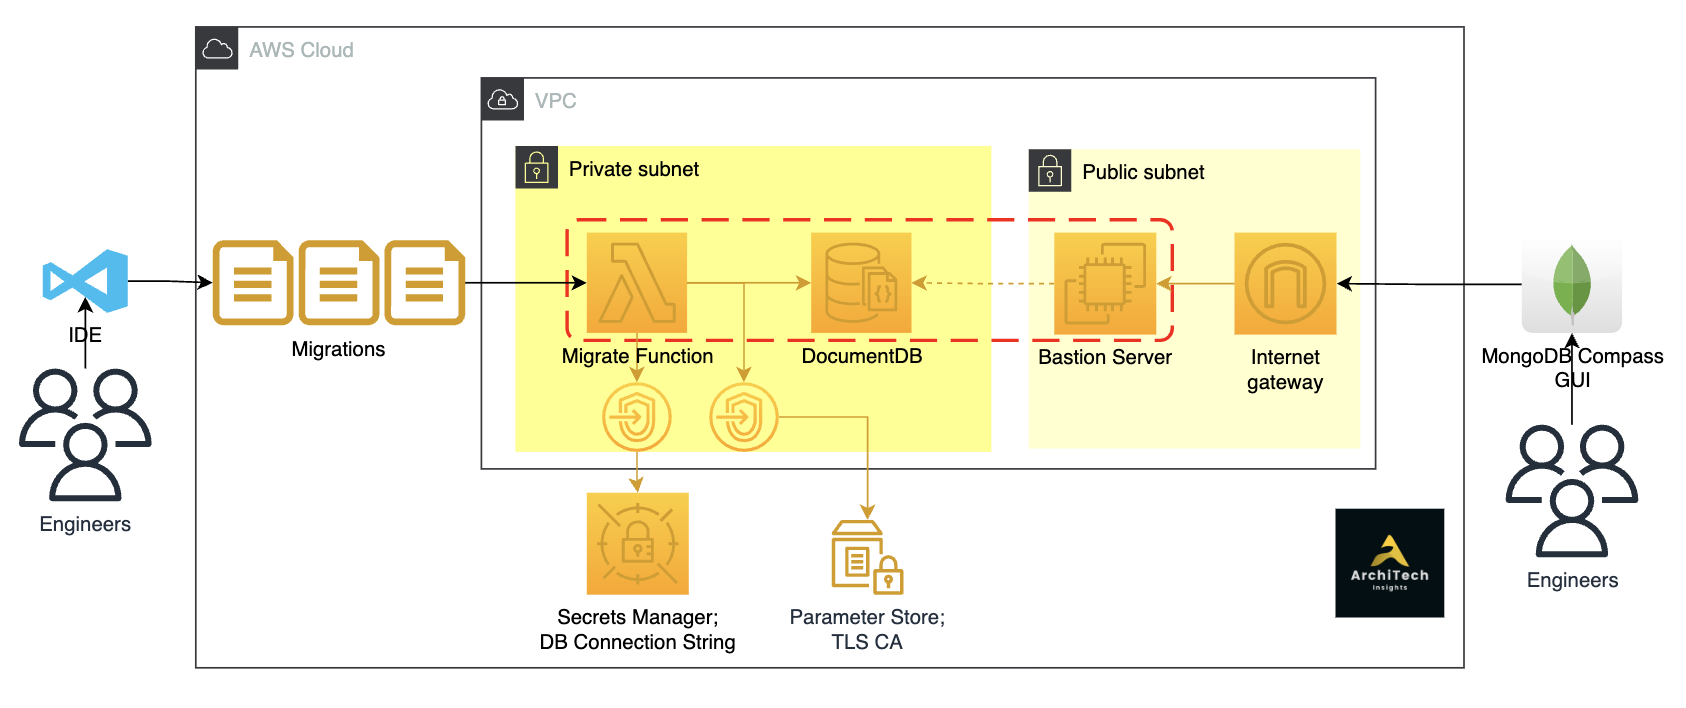 AWS Cloud
VPC
Private subnet
Public subnet
IDE
Migrations
Migrate Function
DocumentDB
Bastion Server
Internet
gateway
MongoDB Compass
GUI
Engineers
Secrets Manager;
DB Connection String
Parameter Store;
TLS CA
ArchiTech
Insights
Engineers